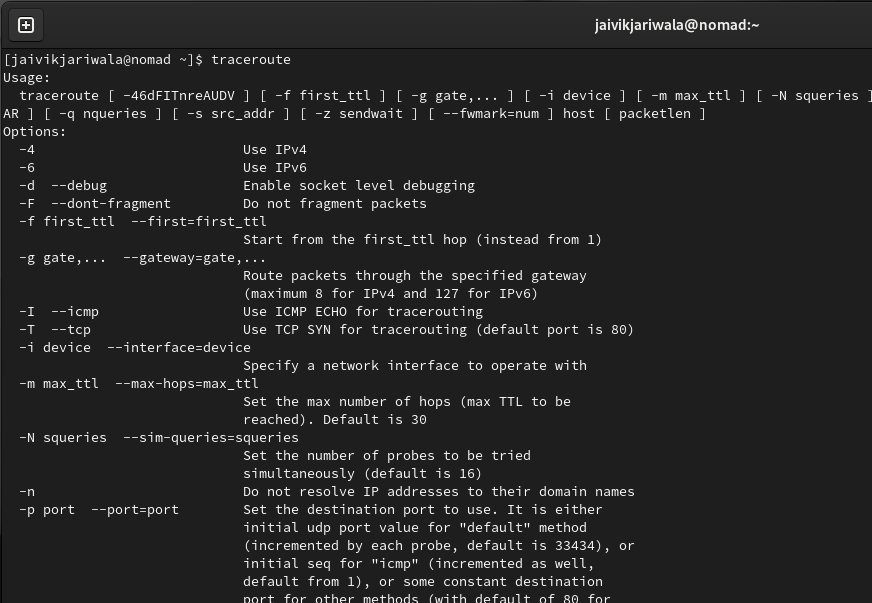 jaivikjariwala@nomad:~
[jaivikjariwala@nomad ~]$ traceroute
Usage:
  traceroute [ -46dFITnreAUDV ] [ -f first_ttl ] [ -g gate,... ] [ -i device ] [ -m max_ttl ] [ -N squeries ]
AR ] [ -q nqueries ] [ -s src_addr ] [ -z sendwait ] [ --fwmark=num ] host [ packetlen ]
Options:
  -4                          Use IPv4
  -6                          Use IPv6
  -d  --debug                 Enable socket level debugging
  -F  --dont-fragment         Do not fragment packets
  -f first_ttl  --first=first_ttl
                              Start from the first_ttl hop (instead from 1)
  -g gate,...  --gateway=gate,...
                              Route packets through the specified gateway
                              (maximum 8 for IPv4 and 127 for IPv6)
  -I  --icmp                  Use ICMP ECHO for tracerouting
  -T  --tcp                   Use TCP SYN for tracerouting (default port is 80)
  -i device  --interface=device
                              Specify a network interface to operate with
  -m max_ttl  --max-hops=max_ttl
                              Set the max number of hops (max TTL to be
                              reached). Default is 30
  -N squeries  --sim-queries=squeries
                              Set the number of probes to be tried
                              simultaneously (default is 16)
  -n                          Do not resolve IP addresses to their domain names
  -p port  --port=port        Set the destination port to use. It is either
                              initial udp port value for "default" method
                              (incremented by each probe, default is 33434), or
                              initial seq for "icmp" (incremented as well,
                              default from 1), or some constant destination
                              port for other methods (with default of 80 for